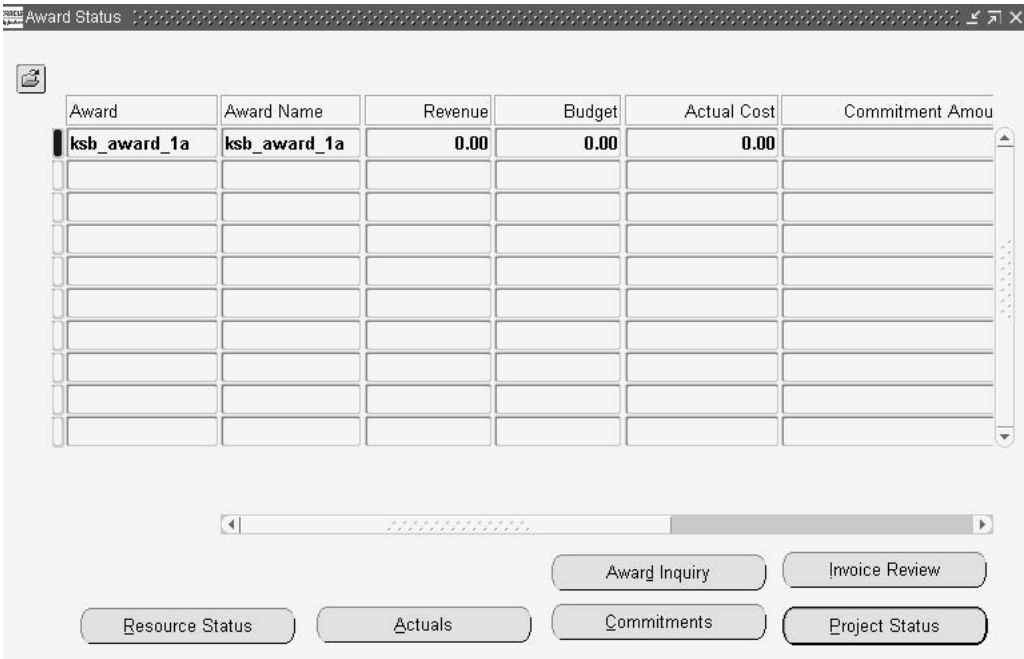 Award Status
Award Award Name Revenue Budget Actual Cost Commitment Amou
ksb_award_1a ksb_award_1a 0.00 0.00 0.00
Award Inquiry Invoice Review
Resource Status Actuals Commitments Project Status